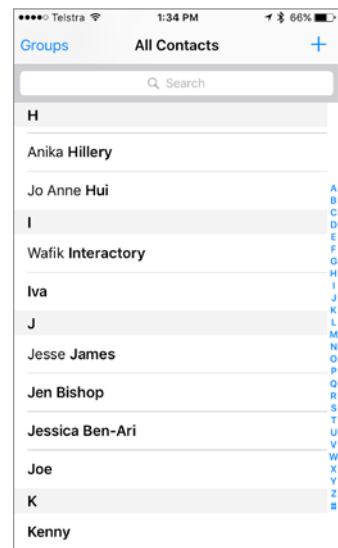 Telstra 1:34 PM 66%
Groups All Contacts +
Search
H
Anika Hillery
Jo Anne Hui
I
Wafik Interactory
Iva
J
Jesse James
Jen Bishop
Jessica Ben-Ari
Joe
K
Kenny
A
B
C
D
E
F
G
H
I
J
K
L
M
N
O
P
Q
R
S
T
U
V
W
X
Y
Z
#